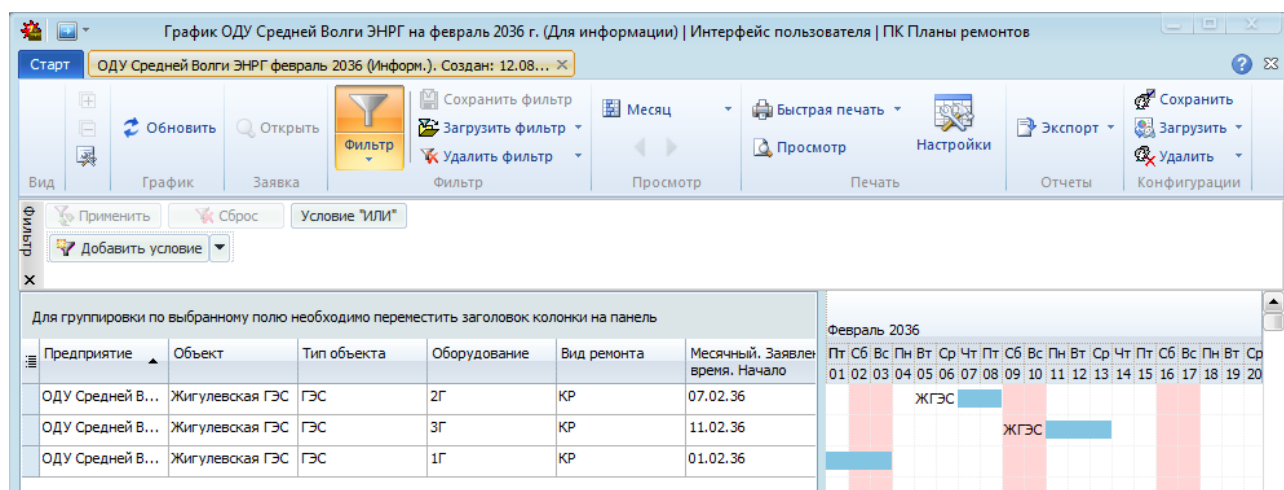 График ОДУ Средней Волги ЭНРГ на февраль 2036 г. (Для информации) | Интерфейс пользователя | ПК Планы ремонтов
Старт ОДУ Средней Волги ЭНРГ февраль 2036 (Информ.). Создан: 12.08...
Обновить Открыть Фильтр Сохранить фильтр Загрузить фильтр Удалить фильтр Месяц Быстрая печать Просмотр Настройки Экспорт Сохранить Загрузить Удалить
Вид График Заявка Фильтр Просмотр Печать Отчеты Конфигурации
Фильтр
Применить Сброс Условие "ИЛИ"
Добавить условие
Для группировки по выбранному полю необходимо переместить заголовок колонки на панель
Февраль 2036
Предприятие Объект Тип объекта Оборудование Вид ремонта Месячный. Заявлен время. Начало
Пт Сб Вс Пн Вт Ср Чт Пт Сб Вс Пн Вт Ср Чт Пт Сб Вс Пн Вт Ср
01 02 03 04 05 06 07 08 09 10 11 12 13 14 15 16 17 18 19 20
ОДУ Средней В... Жигулевская ГЭС ГЭС 2Г КР 07.02.36 ЖГЭС
ОДУ Средней В... Жигулевская ГЭС ГЭС 3Г КР 11.02.36 ЖГЭС
ОДУ Средней В... Жигулевская ГЭС ГЭС 1Г КР 01.02.36